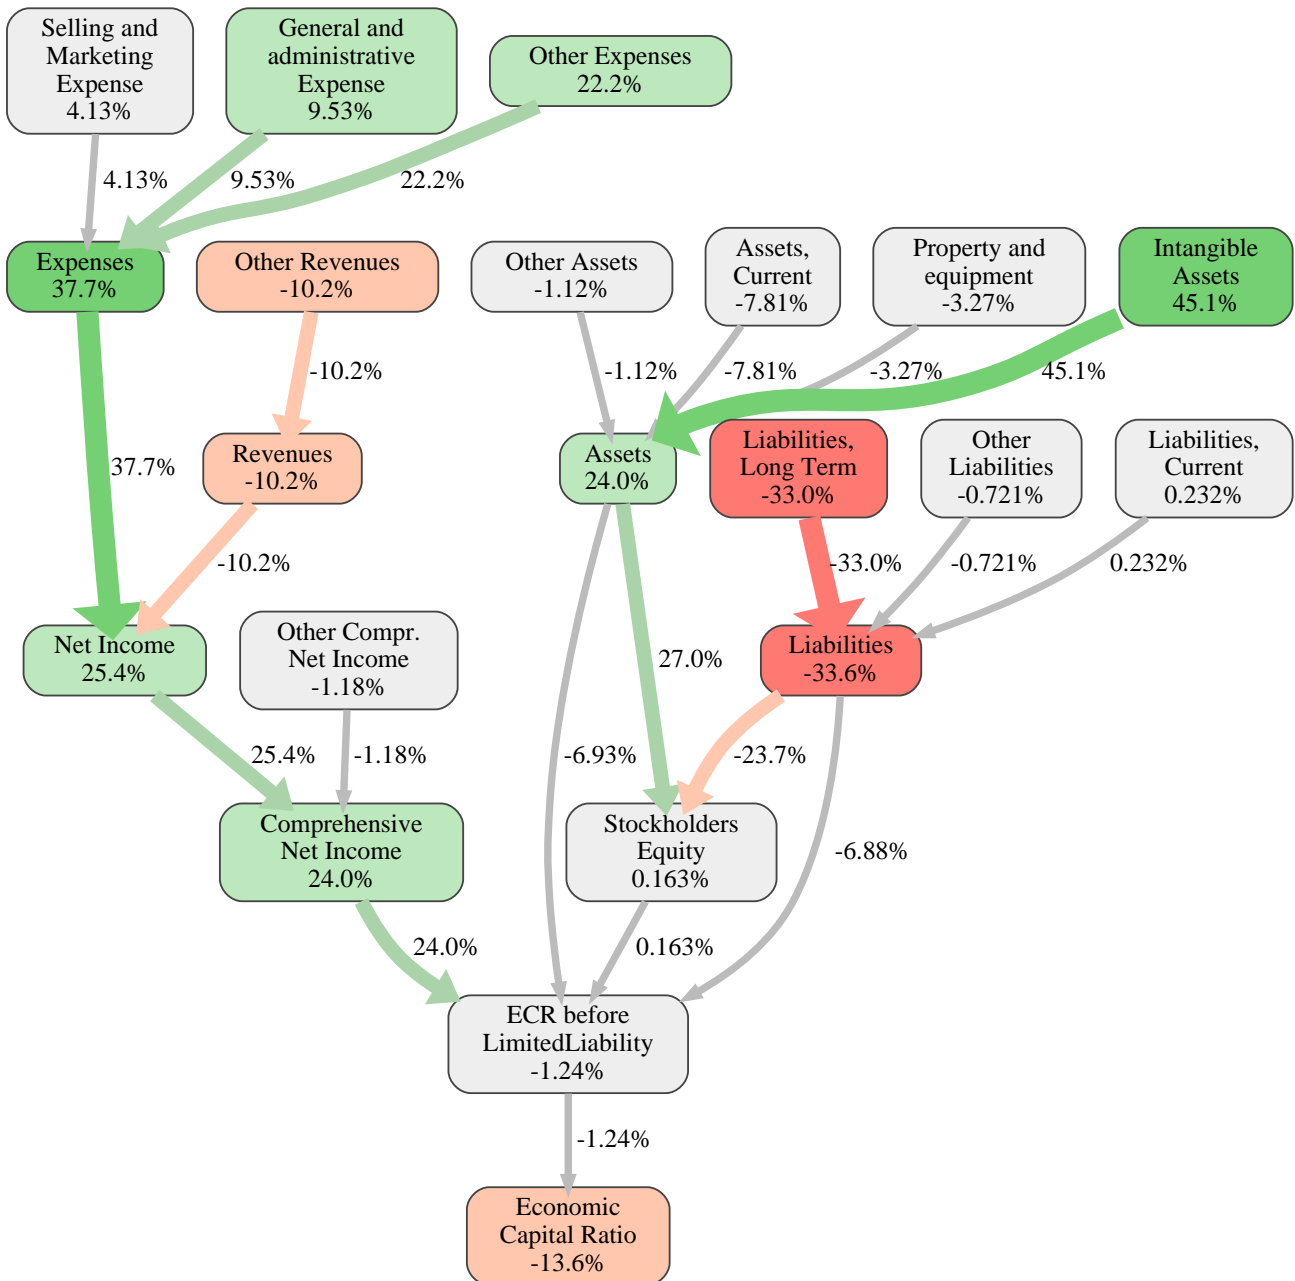 Selling and
Marketing
Expense
4.13%
General and
administrative
Expense
9.53%
Other Expenses
22.2%
4.13%
9.53%
22.2%
Expenses
37.7%
Other Revenues
-10.2%
Other Assets
-1.12%
Assets,
Current
-7.81%
Property and
equipment
-3.27%
Intangible
Assets
45.1%
-10.2%
-1.12%
-7.81%
-3.27%
45.1%
Revenues
-10.2%
Assets
24.0%
Liabilities,
Long Term
-33.0%
Other
Liabilities
-0.721%
Liabilities,
Current
0.232%
37.7%
-10.2%
-33.0%
-0.721%
0.232%
Net Income
25.4%
Other Compr.
Net Income
-1.18%
27.0%
Liabilities
-33.6%
25.4%
-1.18%
-6.93%
-23.7%
Comprehensive
Net Income
24.0%
Stockholders
Equity
0.163%
-6.88%
24.0%
0.163%
ECR before
LimitedLiability
-1.24%
-1.24%
Economic
Capital Ratio
-13.6%